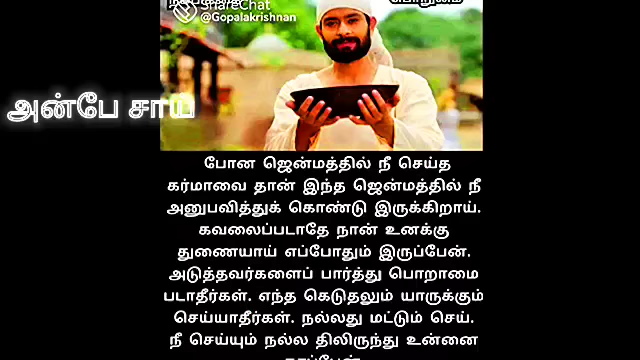 ShareChat
@Gopalakrishnan
பொறுமை
அன்பே சாய்
போன ஜென்மத்தில் நீ செய்த
கர்மாவை தான் இந்த ஜென்மத்தில் நீ
அனுபவித்துக் கொண்டு இருக்கிறாய்.
கவலைப்படாதே நான் உனக்கு
துணையாய் எப்போதும் இருப்பேன்.
அடுத்தவர்களைப் பார்த்து பொறாமை
படாதீர்கள். எந்த கெடுதலும் யாருக்கும்
செய்யாதீர்கள். நல்லது மட்டும் செய்.
நீ செய்யும் நல்ல திலிருந்து உன்னை